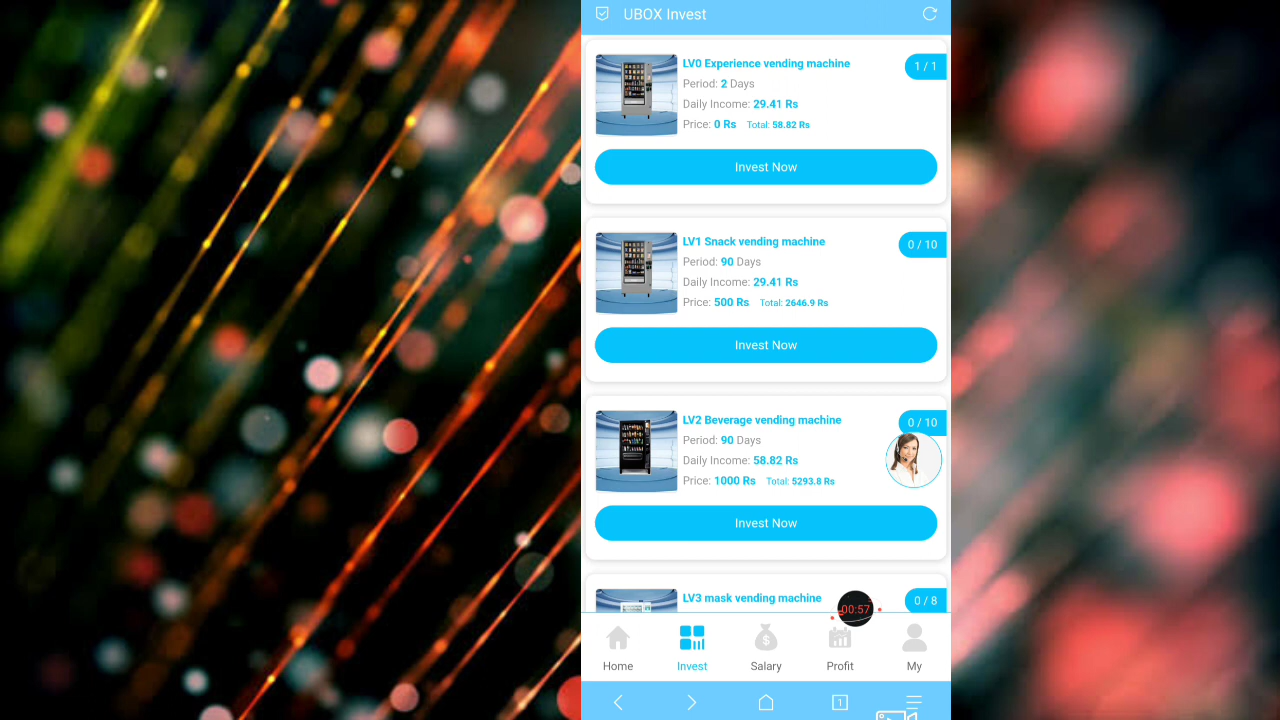 UBOX Invest
LV0 Experience vending machine
1 / 1
Period: 2 Days
Daily Income: 29.41 Rs
Price: 0 Rs Total: 58.82 Rs
Invest Now
LV1 Snack vending machine
0 / 10
Period: 90 Days
Daily Income: 29.41 Rs
Price: 500 Rs Total: 2646.9 Rs
Invest Now
LV2 Beverage vending machine
0 / 10
Period: 90 Days
Daily Income: 58.82 Rs
Price: 1000 Rs Total: 5293.8 Rs
Invest Now
LV3 mask vending machine
0 / 8
00:57
Home Invest Salary Profit My
1